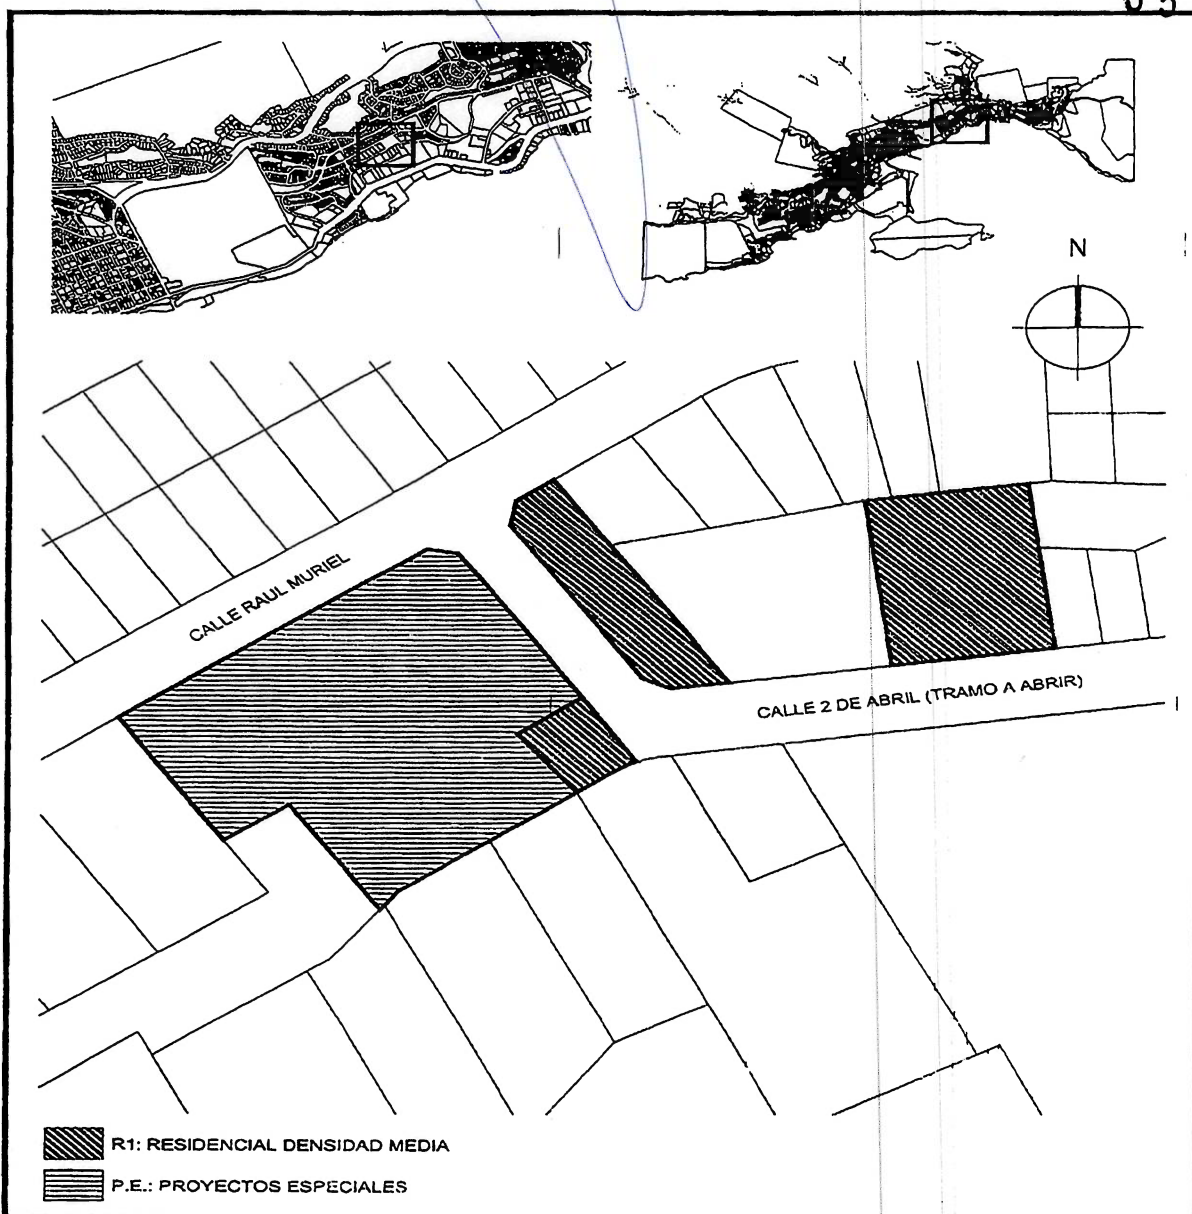 N
CALLE RAUL MURIEL
CALLE 2 DE ABRIL (TRAMO A ABRIR)
R1: RESIDENCIAL DENSIDAD MEDIA
P.E.: PROYECTOS ESPECIALES